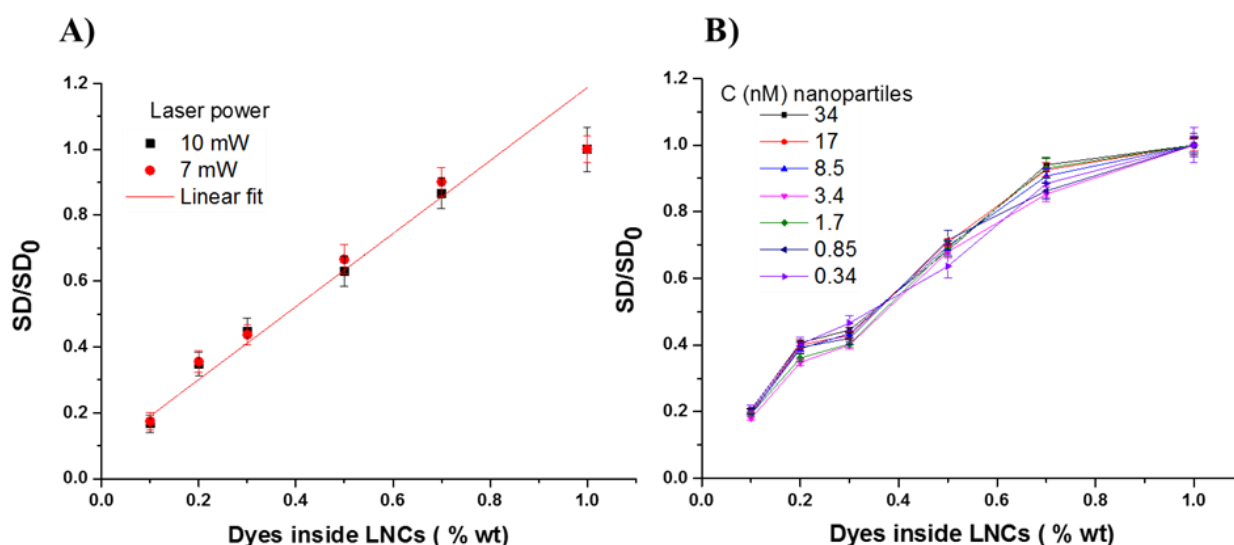 A)
1.2
1.0
0.8
0.6
0.4
0.2
0.0
SD/SD0
Laser power
10 mW
7 mW
Linear fit
0.0 0.2 0.4 0.6 0.8 1.0
Dyes inside LNCs ( % wt)
B)
1.2
1.0
0.8
0.6
0.4
0.2
0.0
SD/SD0
C (nM) nanopartiles
34
17
8.5
3.4
1.7
0.85
0.34
0.0 0.2 0.4 0.6 0.8 1.0
Dyes inside LNCs ( % wt)